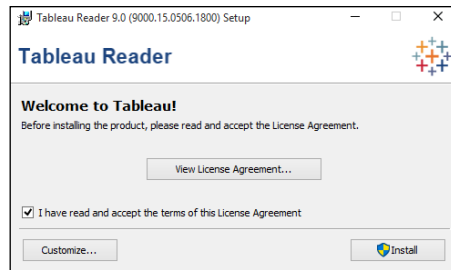 Tableau Reader 9.0 (9000.15.0506.1800) Setup
Tableau Reader
Welcome to Tableau!
Before installing the product, please read and accept the License Agreement.
View License Agreement...
I have read and accept the terms of this License Agreement
Customize...
Install